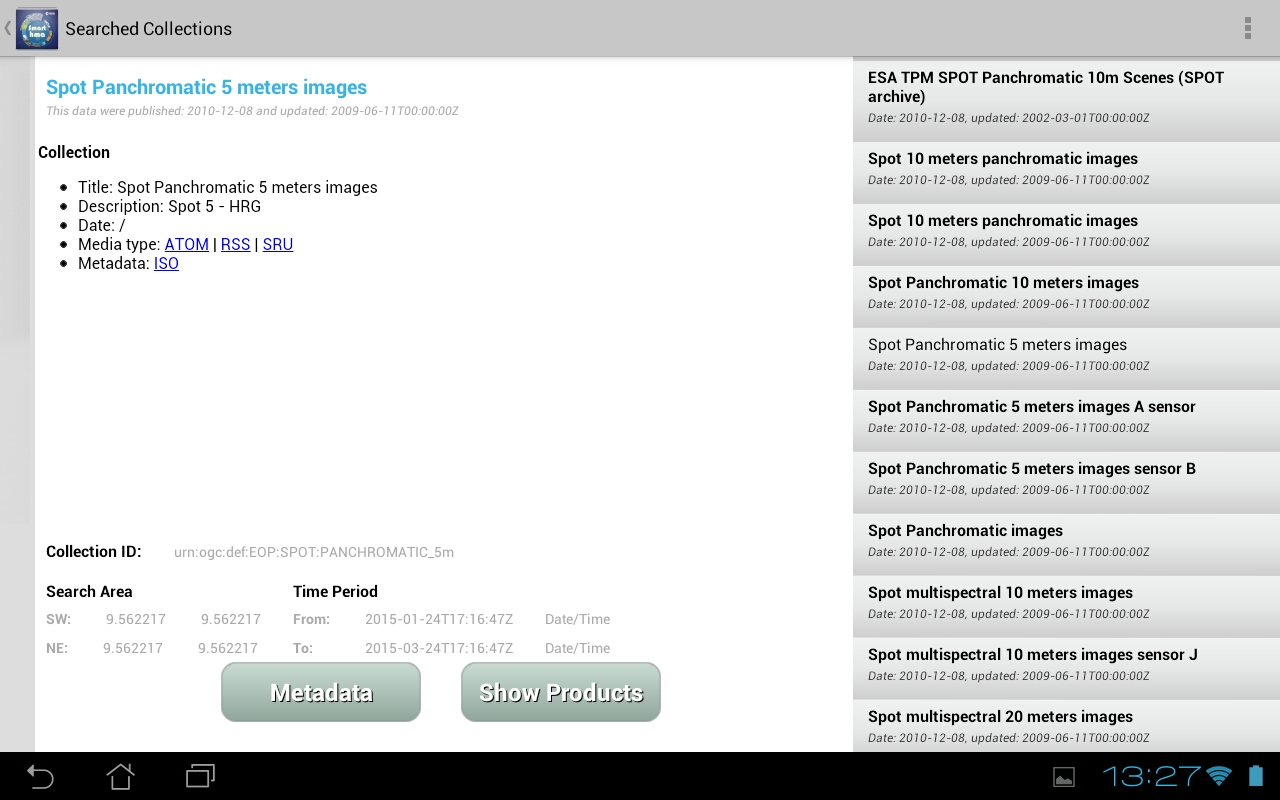 Smart hma
Searched Collections
Spot Panchromatic 5 meters images
This data were published: 2010-12-08 and updated: 2009-06-11T00:00:00Z
Collection
Title: Spot Panchromatic 5 meters images
Description: Spot 5 - HRG
Date: /
Media type: ATOM | RSS | SRU
Metadata: ISO
Collection ID: urn:ogc:def:EOP:SPOT:PANCHROMATIC_5m
Search Area Time Period
SW: 9.562217 9.562217 From: 2015-01-24T17:16:47Z Date/Time
NE: 9.562217 9.562217 To: 2015-03-24T17:16:47Z Date/Time
Metadata Show Products
ESA TPM SPOT Panchromatic 10m Scenes (SPOT
archive)
Date: 2010-12-08, updated: 2002-03-01T00:00:00Z
Spot 10 meters panchromatic images
Date: 2010-12-08, updated: 2009-06-11T00:00:00Z
Spot 10 meters panchromatic images
Date: 2010-12-08, updated: 2009-06-11T00:00:00Z
Spot Panchromatic 10 meters images
Date: 2010-12-08, updated: 2009-06-11T00:00:00Z
Spot Panchromatic 5 meters images
Date: 2010-12-08, updated: 2009-06-11T00:00:00Z
Spot Panchromatic 5 meters images A sensor
Date: 2010-12-08, updated: 2009-06-11T00:00:00Z
Spot Panchromatic 5 meters images sensor B
Date: 2010-12-08, updated: 2009-06-11T00:00:00Z
Spot Panchromatic images
Date: 2010-12-08, updated: 2009-06-11T00:00:00Z
Spot multispectral 10 meters images
Date: 2010-12-08, updated: 2009-06-11T00:00:00Z
Spot multispectral 10 meters images sensor J
Date: 2010-12-08, updated: 2009-06-11T00:00:00Z
Spot multispectral 20 meters images
Date: 2010-12-08, updated: 2009-06-11T00:00:00Z
13:27